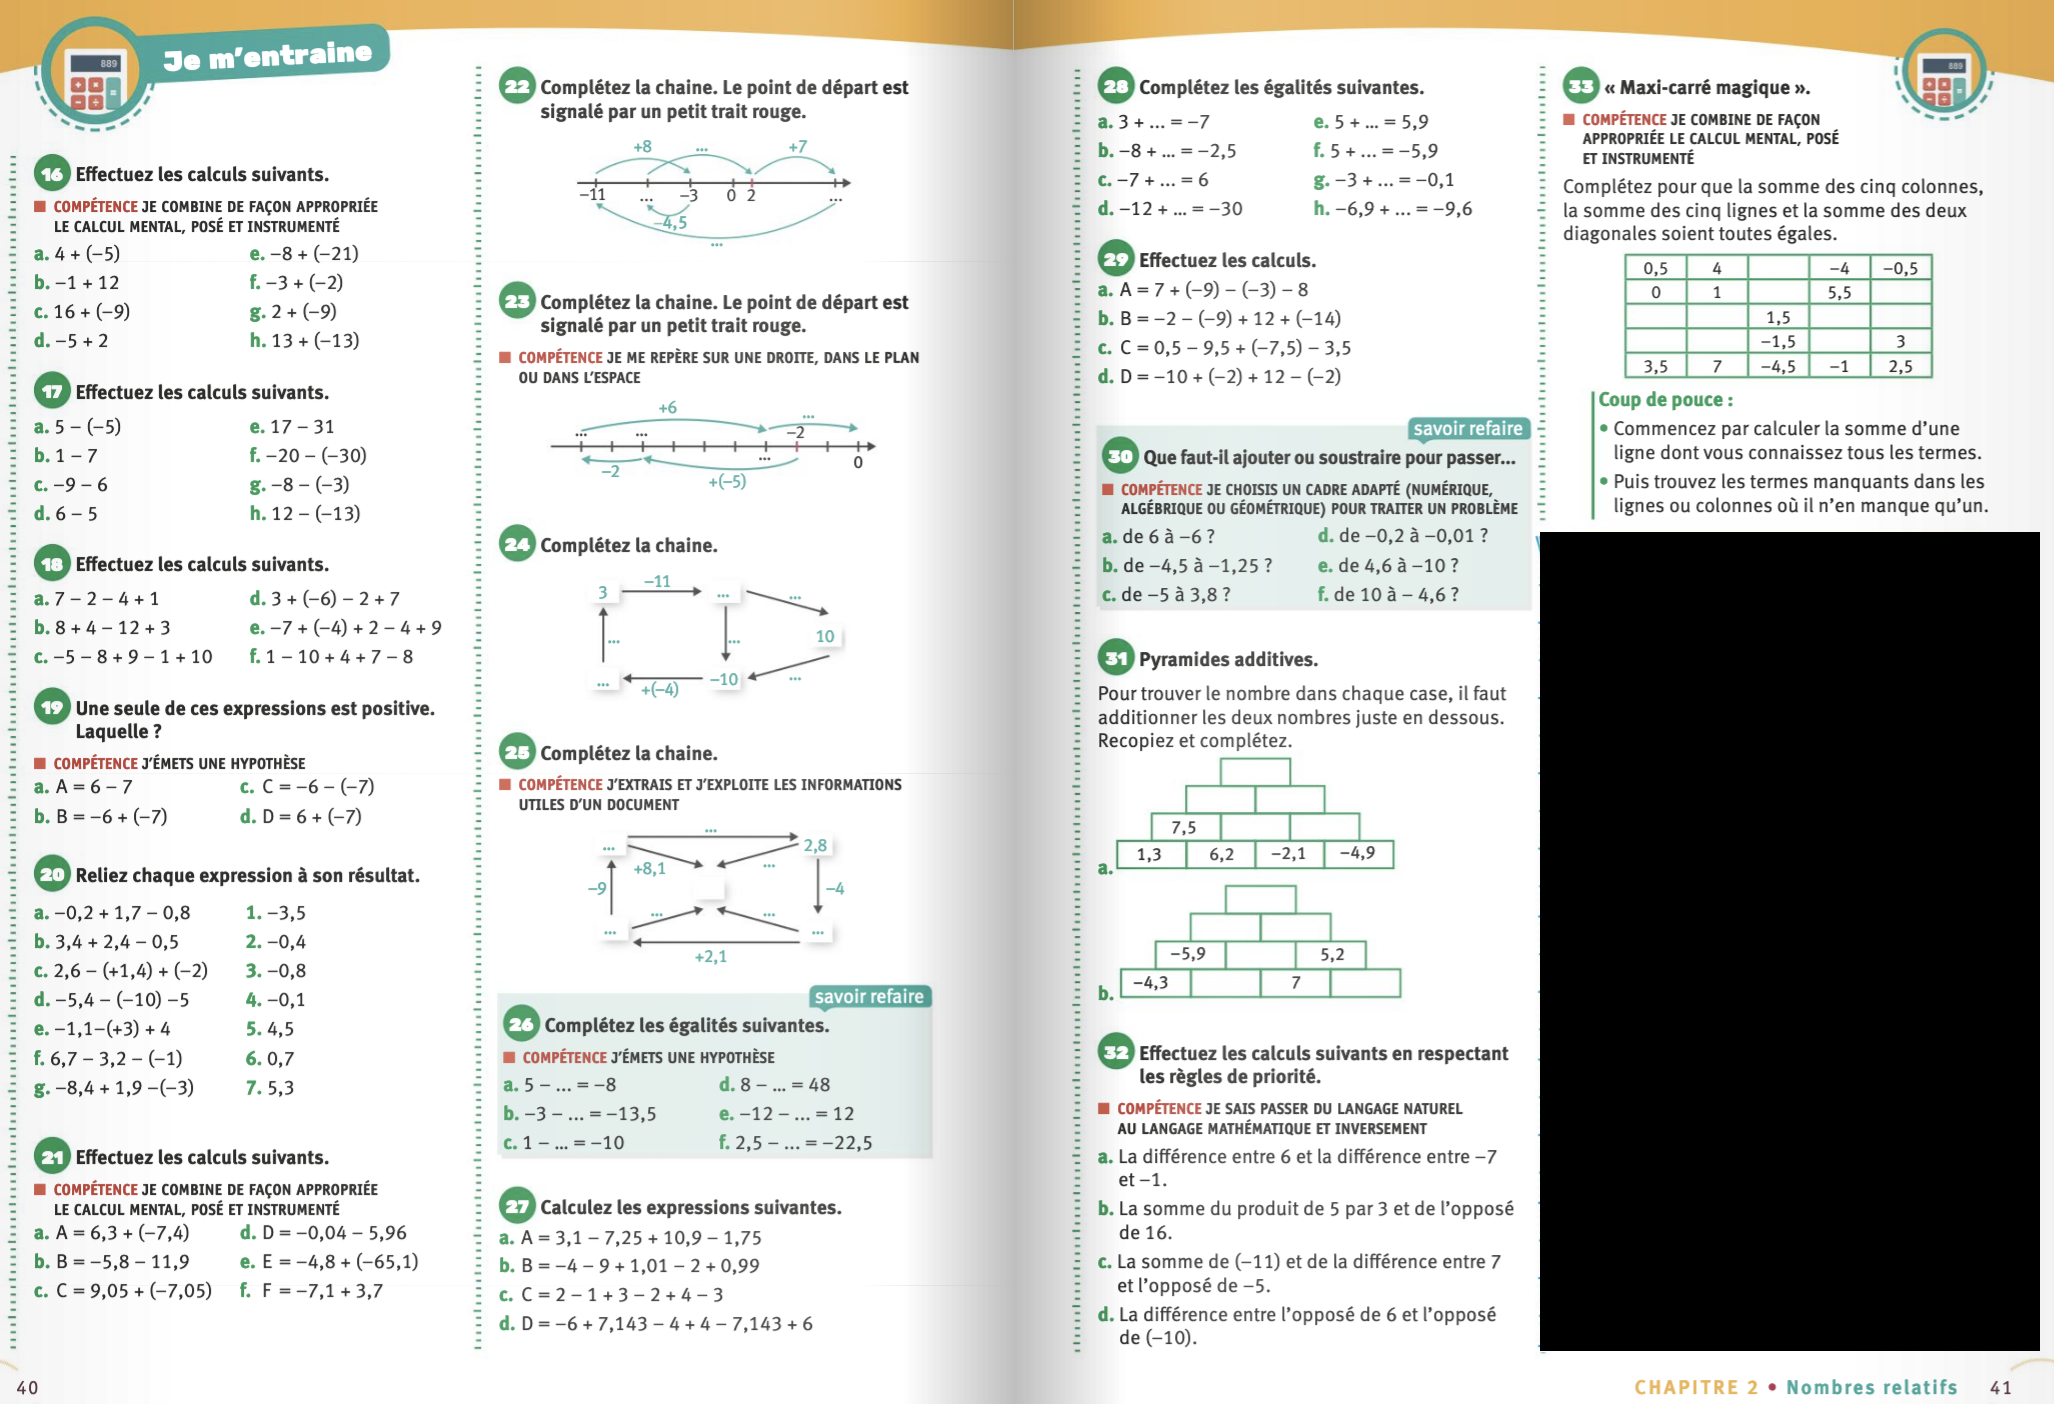 889
Je m'entraine
16 Effectuez les calculs suivants.
COMPÉTENCE JE COMBINE DE FAÇON APPROPRIÉE
LE CALCUL MENTAL, POSÉ ET INSTRUMENTÉ
a. 4 + (−5) e. −8 + (−21)
b. −1 + 12 f. −3 + (−2)
c. 16 + (−9) g. 2 + (−9)
d. −5 + 2 h. 13 + (−13)
17 Effectuez les calculs suivants.
a. 5 − (−5) e. 17 − 31
b. 1 − 7 f. −20 − (−30)
c. −9 − 6 g. −8 − (−3)
d. 6 − 5 h. 12 − (−13)
18 Effectuez les calculs suivants.
a. 7 − 2 − 4 + 1 d. 3 + (−6) − 2 + 7
b. 8 + 4 − 12 + 3 e. −7 + (−4) + 2 − 4 + 9
c. −5 − 8 + 9 − 1 + 10 f. 1 − 10 + 4 + 7 − 8
19 Une seule de ces expressions est positive.
Laquelle ?
COMPÉTENCE J'ÉMETS UNE HYPOTHÈSE
a. A = 6 − 7 c. C = −6 − (−7)
b. B = −6 + (−7) d. D = 6 + (−7)
20 Reliez chaque expression à son résultat.
a. −0,2 + 1,7 − 0,8 1. −3,5
b. 3,4 + 2,4 − 0,5 2. −0,4
c. 2,6 − (+1,4) + (−2) 3. −0,8
d. −5,4 − (−10) −5 4. −0,1
e. −1,1−(+3) + 4 5. 4,5
f. 6,7 − 3,2 − (−1) 6. 0,7
g. −8,4 + 1,9 −(−3) 7. 5,3
21 Effectuez les calculs suivants.
COMPÉTENCE JE COMBINE DE FAÇON APPROPRIÉE
LE CALCUL MENTAL, POSÉ ET INSTRUMENTÉ
a. A = 6,3 + (−7,4) d. D = −0,04 − 5,96
b. B = −5,8 − 11,9 e. E = −4,8 + (−65,1)
c. C = 9,05 + (−7,05) f. F = −7,1 + 3,7
40
22 Complétez la chaine. Le point de départ est
signalé par un petit trait rouge.
+8 ... +7
−11 ... −3 0 2 ...
−4,5
...
23 Complétez la chaine. Le point de départ est
signalé par un petit trait rouge.
COMPÉTENCE JE ME REPÈRE SUR UNE DROITE, DANS LE PLAN
OU DANS L'ESPACE
+6 ...
... ... −2
... 0
−2 +(−5)
24 Complétez la chaine.
3 −11 ... ...
... ... 10
... +(−4) −10 ...
25 Complétez la chaine.
COMPÉTENCE J'EXTRAIS ET J'EXPLOITE LES INFORMATIONS
UTILES D'UN DOCUMENT
...
... 2,8
+8,1 ...
−9 −4
... ...
... ...
+2,1
savoir refaire
26 Complétez les égalités suivantes.
COMPÉTENCE J'ÉMETS UNE HYPOTHÈSE
a. 5 − ... = −8 d. 8 − ... = 48
b. −3 − ... = −13,5 e. −12 − ... = 12
c. 1 − ... = −10 f. 2,5 − ... = −22,5
27 Calculez les expressions suivantes.
a. A = 3,1 − 7,25 + 10,9 − 1,75
b. B = −4 − 9 + 1,01 − 2 + 0,99
c. C = 2 − 1 + 3 − 2 + 4 − 3
d. D = −6 + 7,143 − 4 + 4 − 7,143 + 6
28 Complétez les égalités suivantes.
a. 3 + ... = −7 e. 5 + ... = 5,9
b. −8 + ... = −2,5 f. 5 + ... = −5,9
c. −7 + ... = 6 g. −3 + ... = −0,1
d. −12 + ... = −30 h. −6,9 + ... = −9,6
29 Effectuez les calculs.
a. A = 7 + (−9) − (−3) − 8
b. B = −2 − (−9) + 12 + (−14)
c. C = 0,5 − 9,5 + (−7,5) − 3,5
d. D = −10 + (−2) + 12 − (−2)
savoir refaire
30 Que faut-il ajouter ou soustraire pour passer...
COMPÉTENCE JE CHOISIS UN CADRE ADAPTÉ (NUMÉRIQUE,
ALGÉBRIQUE OU GÉOMÉTRIQUE) POUR TRAITER UN PROBLÈME
a. de 6 à −6 ? d. de −0,2 à −0,01 ?
b. de −4,5 à −1,25 ? e. de 4,6 à −10 ?
c. de −5 à 3,8 ? f. de 10 à − 4,6 ?
31 Pyramides additives.
Pour trouver le nombre dans chaque case, il faut
additionner les deux nombres juste en dessous.
Recopiez et complétez.
7,5
a. 1,3 6,2 −2,1 −4,9
−5,9 5,2
b. −4,3 7
32 Effectuez les calculs suivants en respectant
les règles de priorité.
COMPÉTENCE JE SAIS PASSER DU LANGAGE NATUREL
AU LANGAGE MATHÉMATIQUE ET INVERSEMENT
a. La différence entre 6 et la différence entre −7
et −1.
b. La somme du produit de 5 par 3 et de l'opposé
de 16.
c. La somme de (−11) et de la différence entre 7
et l'opposé de −5.
d. La différence entre l'opposé de 6 et l'opposé
de (−10).
889
33 « Maxi-carré magique ».
COMPÉTENCE JE COMBINE DE FAÇON
APPROPRIÉE LE CALCUL MENTAL, POSÉ
ET INSTRUMENTÉ
Complétez pour que la somme des cinq colonnes,
la somme des cinq lignes et la somme des deux
diagonales soient toutes égales.
0,5 4 −4 −0,5
0 1 5,5
1,5
−1,5 3
3,5 7 −4,5 −1 2,5
Coup de pouce :
• Commencez par calculer la somme d'une
ligne dont vous connaissez tous les termes.
• Puis trouvez les termes manquants dans les
lignes ou colonnes où il n'en manque qu'un.
CHAPITRE 2 • Nombres relatifs 41